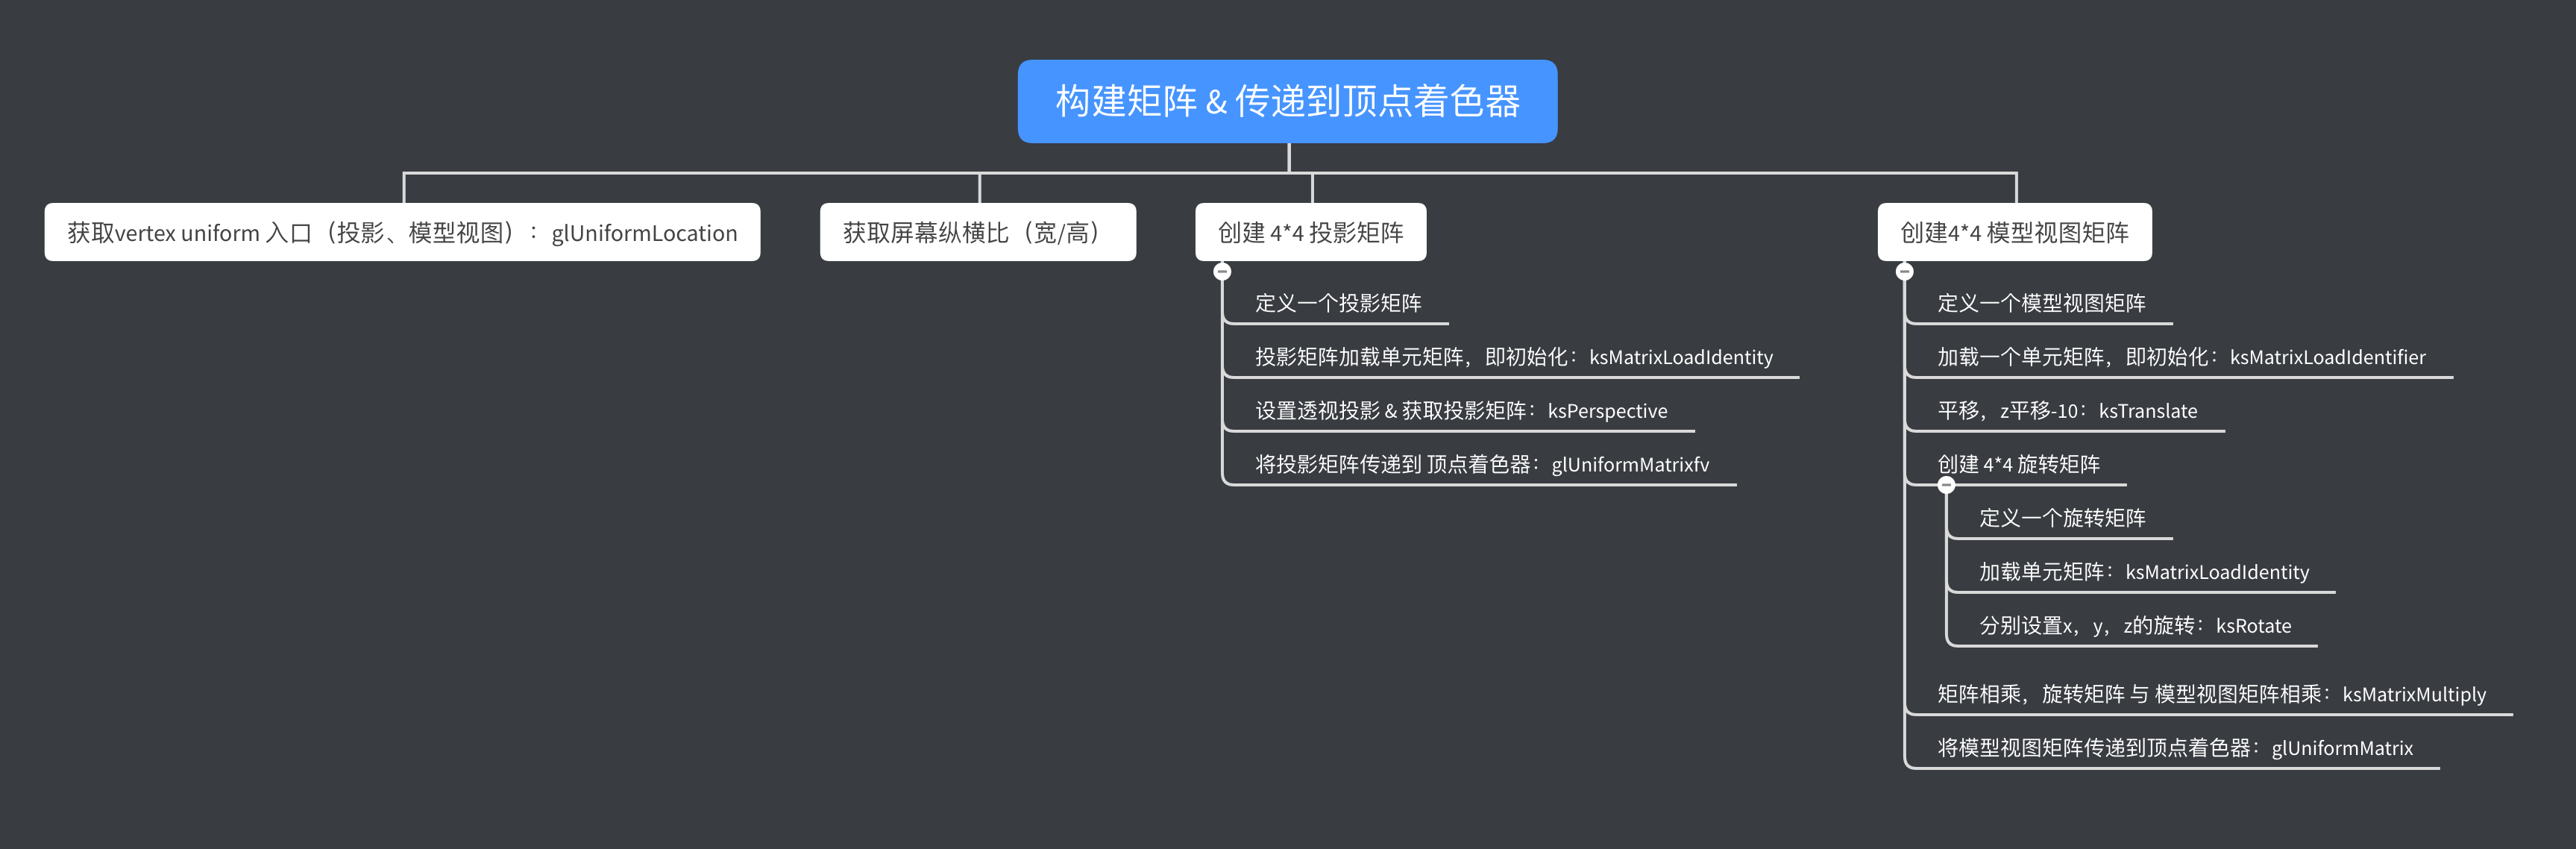 构建矩阵 & 传递到顶点着色器
获取vertex uniform 入口（投影、模型视图）：glUniformLocation
获取屏幕纵横比（宽/高）
创建 4*4 投影矩阵
定义一个投影矩阵
投影矩阵加载单元矩阵，即初始化：ksMatrixLoadIdentity
设置透视投影 & 获取投影矩阵：ksPerspective
将投影矩阵传递到 顶点着色器：glUniformMatrixfv
创建4*4 模型视图矩阵
定义一个模型视图矩阵
加载一个单元矩阵，即初始化：ksMatrixLoadIdentifier
平移，z平移-10：ksTranslate
创建 4*4 旋转矩阵
定义一个旋转矩阵
加载单元矩阵：ksMatrixLoadIdentity
分别设置x，y，z的旋转：ksRotate
矩阵相乘，旋转矩阵 与 模型视图矩阵相乘：ksMatrixMultiply
将模型视图矩阵传递到顶点着色器：glUniformMatrix